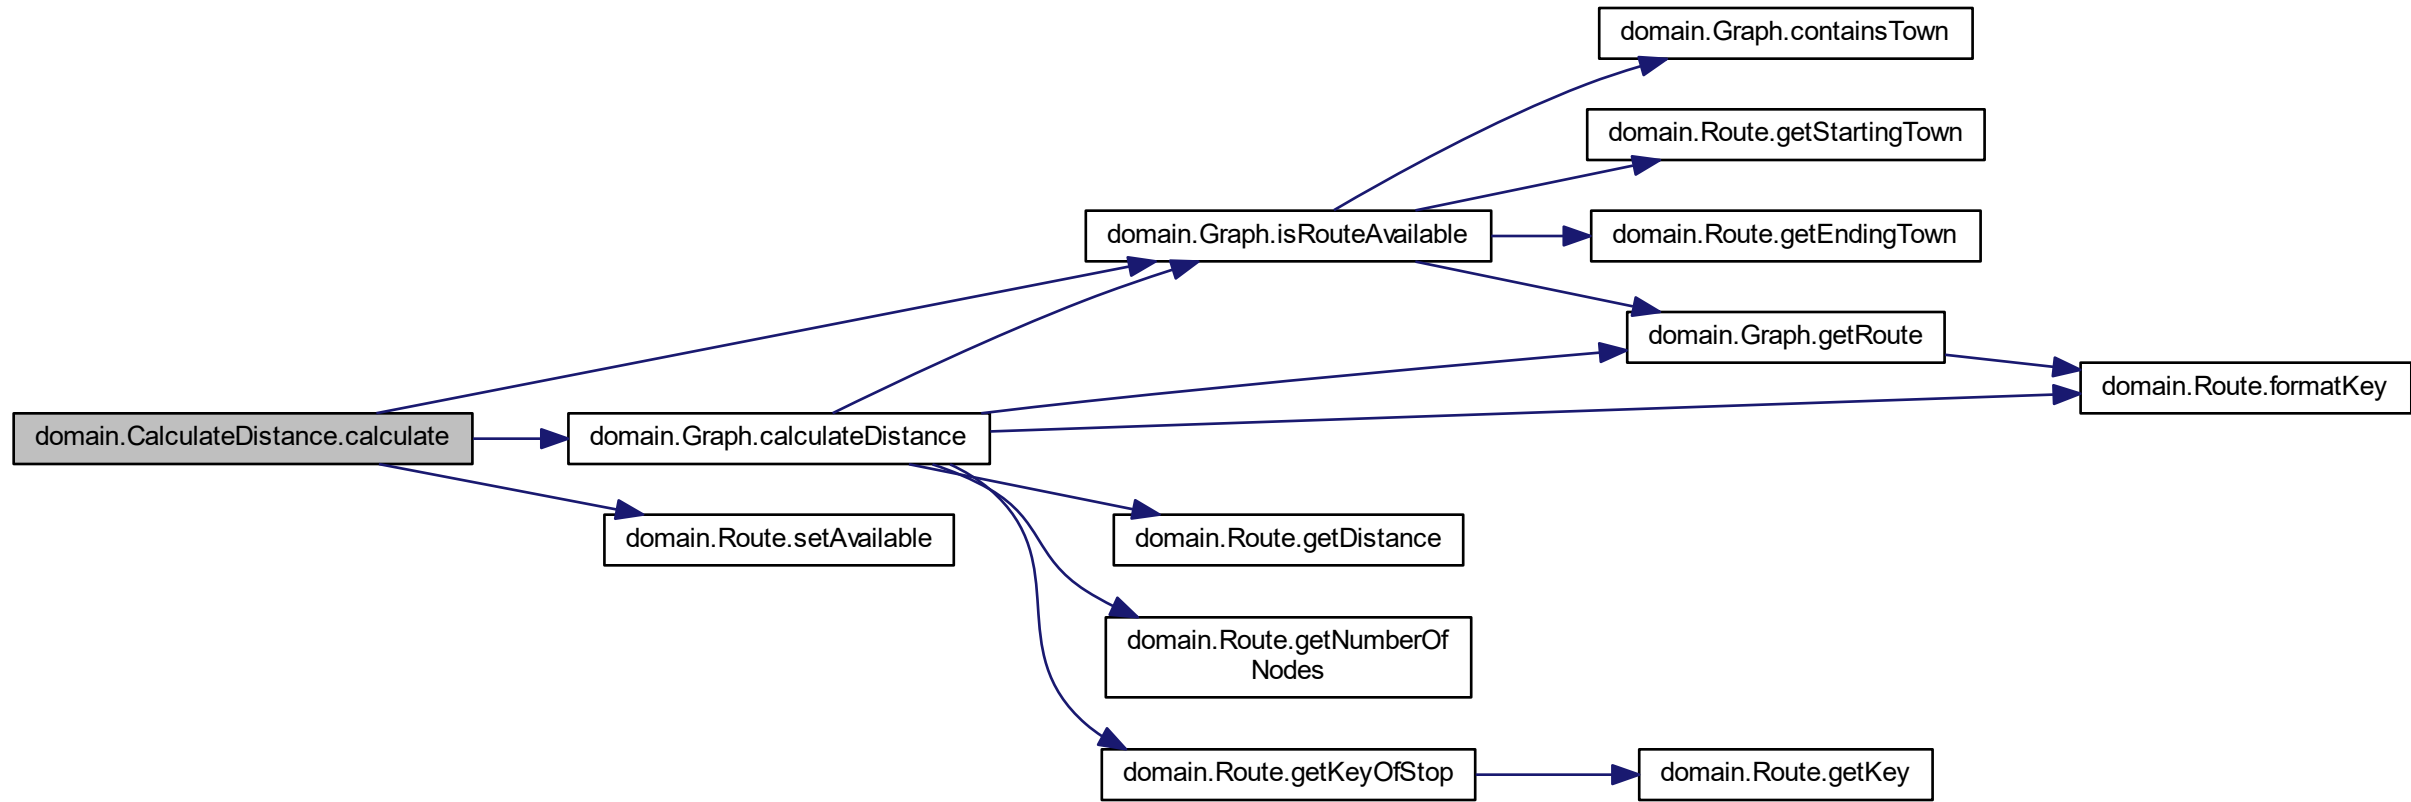 domain.Graph.containsTown
domain.Route.getStartingTown
domain.Graph.isRouteAvailable
domain.Route.getEndingTown
domain.Graph.getRoute
domain.Route.formatKey
domain.CalculateDistance.calculate
domain.Graph.calculateDistance
domain.Route.setAvailable
domain.Route.getDistance
domain.Route.getNumberOf
Nodes
domain.Route.getKeyOfStop
domain.Route.getKey